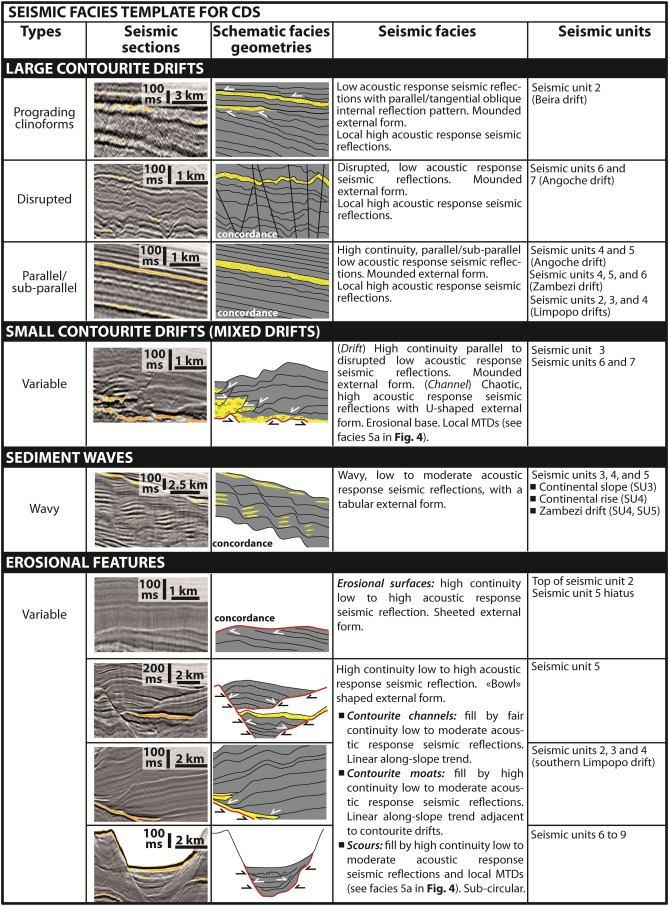 SEISMIC FACIES TEMPLATE FOR CDS
Types
Seismic sections
Schematic facies geometries
Seismic facies
Seismic units
LARGE CONTOURITE DRIFTS
Prograding
clinoforms
100
ms
3 km
Low acoustic response seismic reflec-
tions with parallel/tangential oblique
internal reflection pattern. Mounded
external form.
Local high acoustic response seismic
reflections.
Seismic unit 2
(Beira drift)
Disrupted
100
ms
1 km
concordance
Disrupted, low acoustic response
seismic reflections. Mounded
external form.
Local high acoustic response seismic
reflections.
Seismic units 6 and
7 (Angoche drift)
Parallel/
sub-parallel
100
ms
1 km
concordance
High continuity, parallel/sub-parallel
low acoustic response seismic reflec-
tions. Mounded external form.
Local high acoustic response seismic
reflections.
Seismic units 4 and 5
(Angoche drift)
Seismic units 4, 5, and 6
(Zambezi drift)
Seismic units 2, 3, and 4
(Limpopo drifts)
SMALL CONTOURITE DRIFTS (MIXED DRIFTS)
Variable
100
ms
1 km
(Drift) High continuity parallel to
disrupted low acoustic response
seismic reflections. Mounded
external form. (Channel) Chaotic,
high acoustic response seismic
reflections with U-shaped external
form. Erosional base. Local MTDs (see
facies 5a in Fig. 4).
Seismic unit 3
Seismic units 6 and 7
SEDIMENT WAVES
Wavy
100
ms
2.5 km
concordance
Wavy, low to moderate acoustic
response seismic reflections, with a
tabular external form.
Seismic units 3, 4, and 5
■ Continental slope (SU3)
■ Continental rise (SU4)
■ Zambezi drift (SU4, SU5)
EROSIONAL FEATURES
Variable
100
ms
1 km
concordance
Erosional surfaces: high continuity
low to high acoustic response
seismic reflection. Sheeted external
form.
Top of seismic unit 2
Seismic unit 5 hiatus
200
ms
2 km
High continuity low to high acoustic
response seismic reflection. «Bowl»
shaped external form.
■ Contourite channels: fill by fair
continuity low to moderate acous-
tic response seismic reflections.
Linear along-slope trend.
Seismic unit 5
100
ms
2 km
■ Contourite moats: fill by high
continuity low to moderate acous-
tic response seismic reflections.
Linear along-slope trend adjacent
to contourite drifts.
Seismic units 2, 3 and 4
(southern Limpopo drift)
100
ms
2 km
■ Scours: fill by high continuity low to
moderate acoustic response
seismic reflections and local MTDs
(see facies 5a in Fig. 4). Sub-circular.
Seismic units 6 to 9